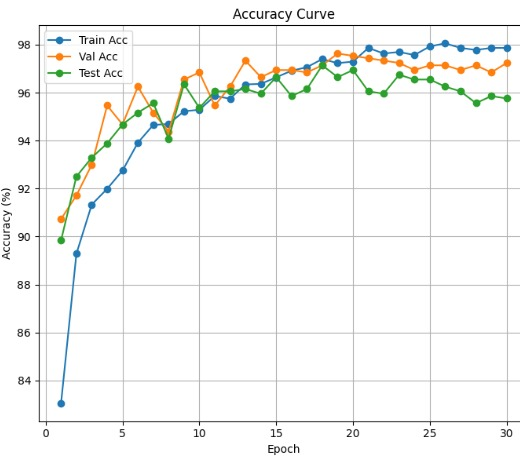 Accuracy Curve
Train Acc
Val Acc
Test Acc
Accuracy (%)
98
96
94
92
90
88
86
84
0 5 10 15 20 25 30
Epoch